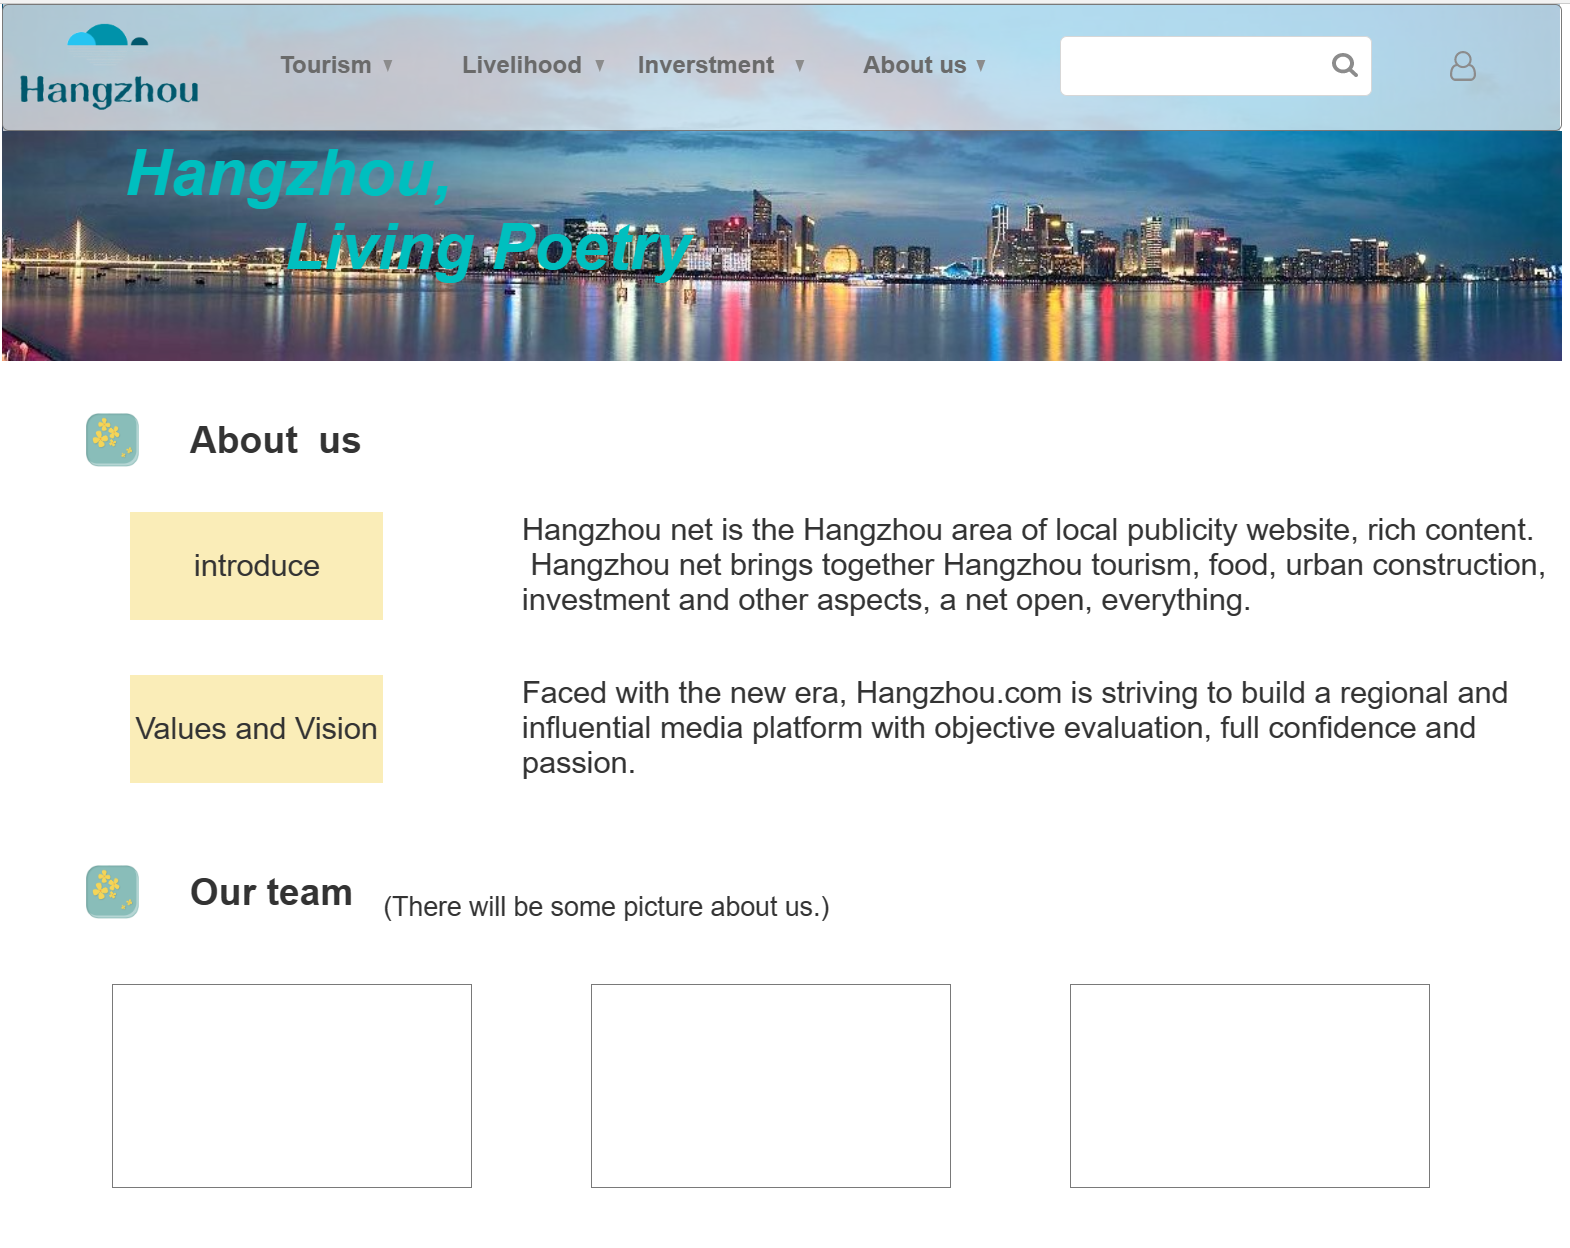 Hangzhou
Tourism
Livelihood
Inverstment
About us
Hangzhou,
Living Poetry
About us
introduce
Hangzhou net is the Hangzhou area of local publicity website, rich content.
Hangzhou net brings together Hangzhou tourism, food, urban construction,
investment and other aspects, a net open, everything.
Values and Vision
Faced with the new era, Hangzhou.com is striving to build a regional and
influential media platform with objective evaluation, full confidence and
passion.
Our team
(There will be some picture about us.)